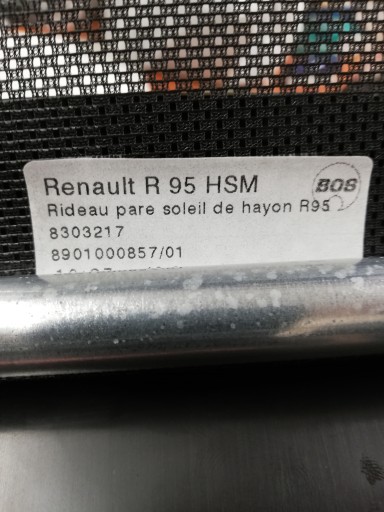 Renault R 95 HSM
BOS
Rideau pare soleil de hayon R95
8303217
8901000857/01